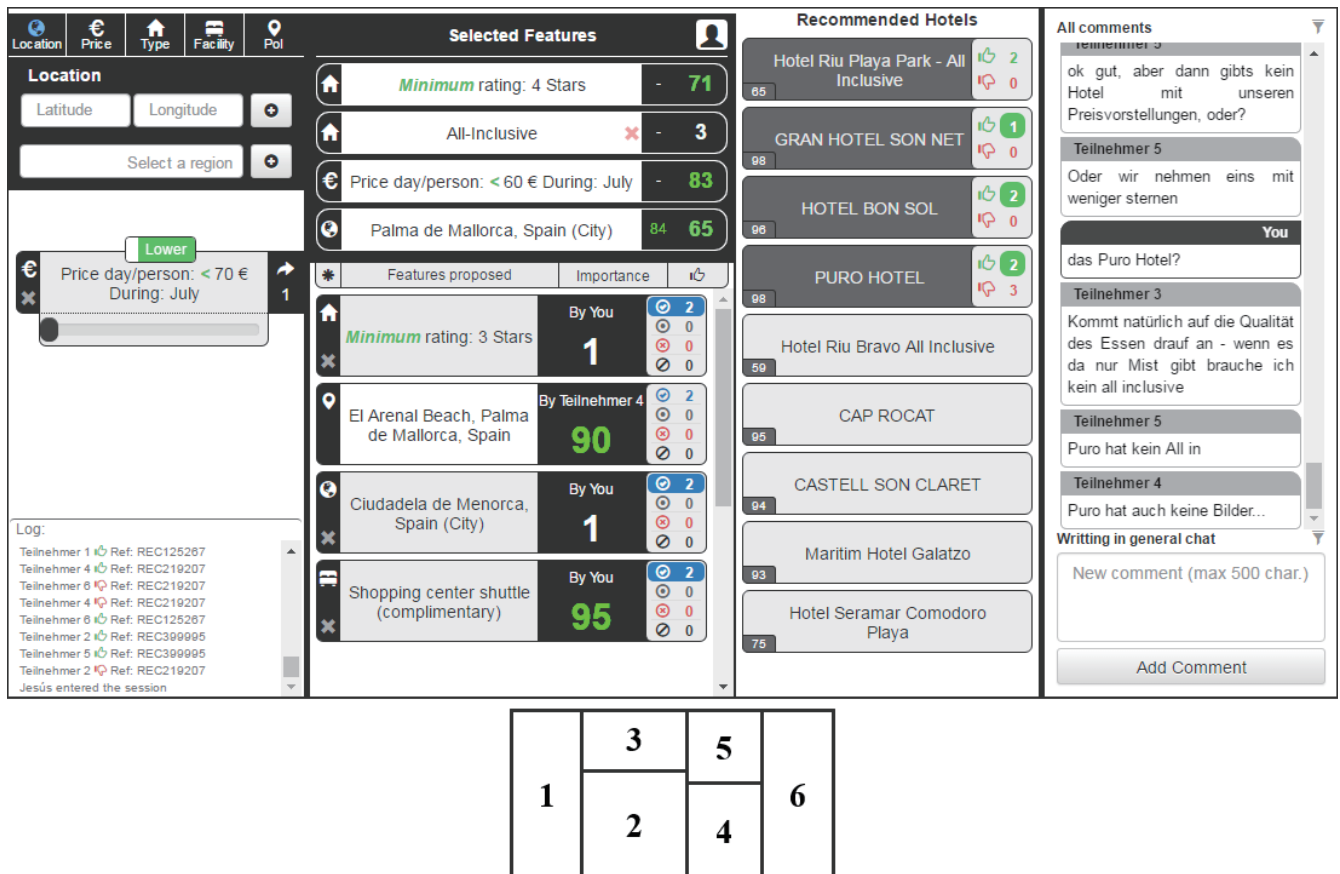 Location
Price
Type
Facility
PoI
Location
Latitude
Longitude
Select a region
Lower
Price day/person: < 70 €
During: July
1
Log:
Teilnehmer 1 Ref: REC125267
Teilnehmer 4 Ref: REC219207
Teilnehmer 6 Ref: REC219207
Teilnehmer 4 Ref: REC219207
Teilnehmer 6 Ref: REC125267
Teilnehmer 2 Ref: REC399995
Teilnehmer 5 Ref: REC399995
Teilnehmer 2 Ref: REC219207
Jesús entered the session
Selected Features
Minimum rating: 4 Stars - 71
All-Inclusive - 3
Price day/person: < 60 € During: July - 83
Palma de Mallorca, Spain (City) 84 65
Features proposed
Importance
Minimum rating: 3 Stars
By You
1
2
0
0
0
El Arenal Beach, Palma
de Mallorca, Spain
By Teilnehmer 4
90
2
0
0
0
Ciudadela de Menorca,
Spain (City)
By You
1
2
0
0
0
Shopping center shuttle
(complimentary)
By You
95
2
0
0
0
Recommended Hotels
Hotel Riu Playa Park - All
Inclusive
65
2
0
GRAN HOTEL SON NET
98
1
0
HOTEL BON SOL
96
2
0
PURO HOTEL
98
2
3
Hotel Riu Bravo All Inclusive
59
CAP ROCAT
95
CASTELL SON CLARET
94
Maritim Hotel Galatzo
93
Hotel Seramar Comodoro
Playa
75
All comments
Teilnehmer 5
ok gut, aber dann gibts kein
Hotel mit unseren
Preisvorstellungen, oder?
Teilnehmer 5
Oder wir nehmen eins mit
weniger sternen
You
das Puro Hotel?
Teilnehmer 3
Kommt natürlich auf die Qualität
des Essen drauf an - wenn es
da nur Mist gibt brauche ich
kein all inclusive
Teilnehmer 5
Puro hat kein All in
Teilnehmer 4
Puro hat auch keine Bilder...
Writting in general chat
New comment (max 500 char.)
Add Comment
1
3
2
5
4
6